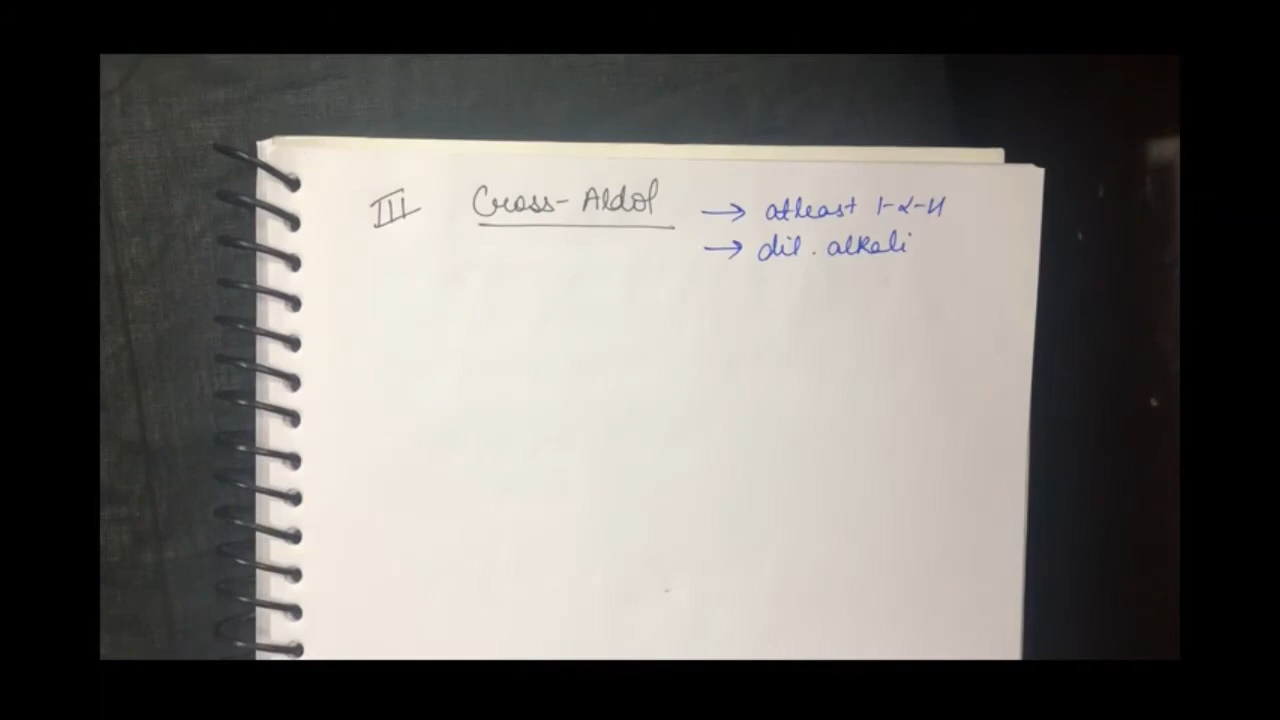 III Cross-Aldol → atleast 1-α-H
→ dil. alkali